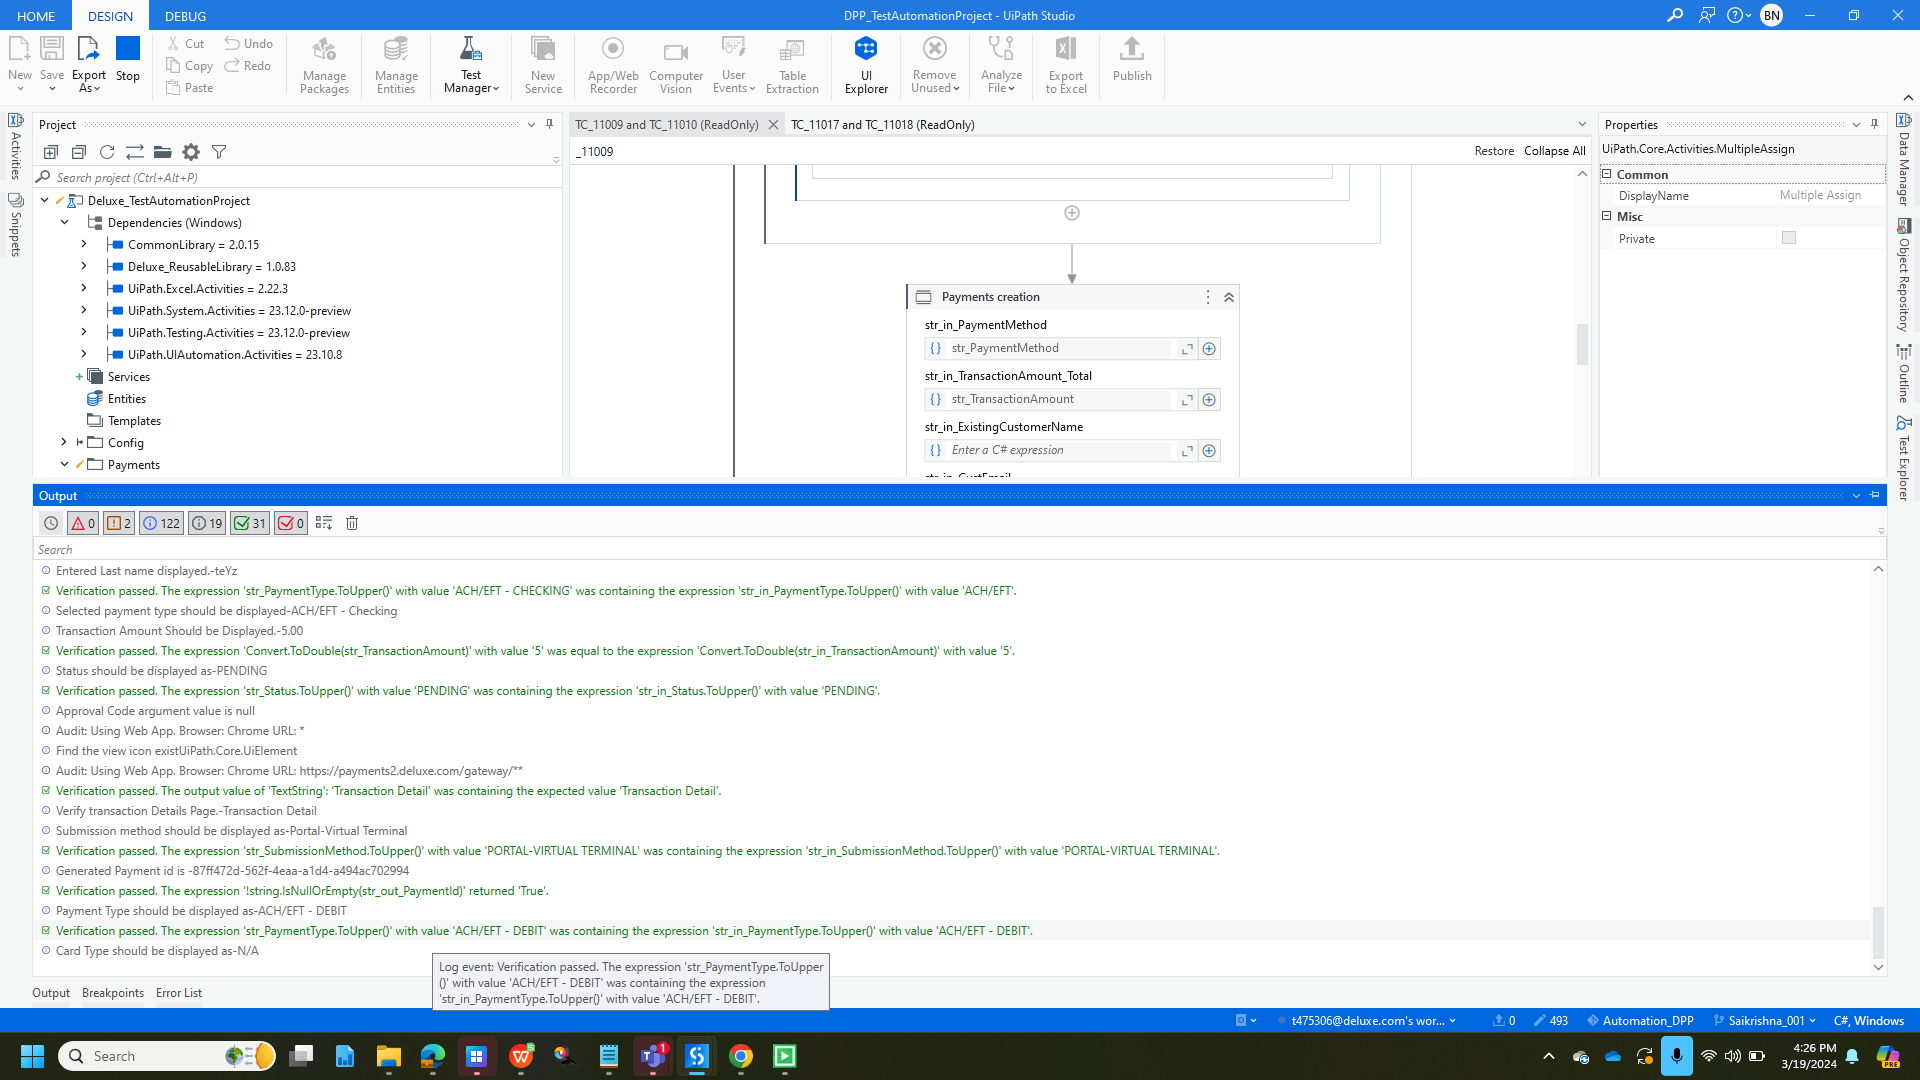 HOME
DESIGN
DEBUG
DPP_TestAutomationProject - UiPath Studio
BN
New
Save
Export As
Stop
Cut
Copy
Paste
Undo
Redo
Manage Packages
Manage Entities
Test Manager
New Service
App/Web Recorder
Computer Vision
User Events
Table Extraction
UI Explorer
Remove Unused
Analyze File
Export to Excel
Publish
Activities
Snippets
Project
Search project (Ctrl+Alt+P)
Deluxe_TestAutomationProject
Dependencies (Windows)
CommonLibrary = 2.0.15
Deluxe_ReusableLibrary = 1.0.83
UiPath.Excel.Activities = 2.22.3
UiPath.System.Activities = 23.12.0-preview
UiPath.Testing.Activities = 23.12.0-preview
UiPath.UIAutomation.Activities = 23.10.8
Services
Entities
Templates
Config
Payments
TC_11009 and TC_11010 (ReadOnly)
TC_11017 and TC_11018 (ReadOnly)
_11009
Restore Collapse All
Payments creation
str_in_PaymentMethod
str_PaymentMethod
str_in_TransactionAmount_Total
str_TransactionAmount
str_in_ExistingCustomerName
Enter a C# expression
str_in_CustEmail
Properties
UiPath.Core.Activities.MultipleAssign
Common
DisplayName Multiple Assign
Misc
Private
Data Manager
Object Repository
Outline
Test Explorer
Output
0 2 122 19 31 0
Search
Entered Last name displayed.-teYz
Verification passed. The expression 'str_PaymentType.ToUpper()' with value 'ACH/EFT - CHECKING' was containing the expression 'str_in_PaymentType.ToUpper()' with value 'ACH/EFT'.
Selected payment type should be displayed-ACH/EFT - Checking
Transaction Amount Should be Displayed.-5.00
Verification passed. The expression 'Convert.ToDouble(str_TransactionAmount)' with value '5' was equal to the expression 'Convert.ToDouble(str_in_TransactionAmount)' with value '5'.
Status should be displayed as-PENDING
Verification passed. The expression 'str_Status.ToUpper()' with value 'PENDING' was containing the expression 'str_in_Status.ToUpper()' with value 'PENDING'.
Approval Code argument value is null
Audit: Using Web App. Browser: Chrome URL: *
Find the view icon existUiPath.Core.UiElement
Audit: Using Web App. Browser: Chrome URL: https://payments2.deluxe.com/gateway/**
Verification passed. The output value of 'TextString': 'Transaction Detail' was containing the expected value 'Transaction Detail'.
Verify transaction Details Page.-Transaction Detail
Submission method should be displayed as-Portal-Virtual Terminal
Verification passed. The expression 'str_SubmissionMethod.ToUpper()' with value 'PORTAL-VIRTUAL TERMINAL' was containing the expression 'str_in_SubmissionMethod.ToUpper()' with value 'PORTAL-VIRTUAL TERMINAL'.
Generated Payment id is -87ff472d-562f-4eaa-a1d4-a494ac702994
Verification passed. The expression '!string.IsNullOrEmpty(str_out_PaymentId)' returned 'True'.
Payment Type should be displayed as-ACH/EFT - DEBIT
Verification passed. The expression 'str_PaymentType.ToUpper()' with value 'ACH/EFT - DEBIT' was containing the expression 'str_in_PaymentType.ToUpper()' with value 'ACH/EFT - DEBIT'.
Card Type should be displayed as-N/A
Log event: Verification passed. The expression 'str_PaymentType.ToUpper
()' with value 'ACH/EFT - DEBIT' was containing the expression
'str_in_PaymentType.ToUpper()' with value 'ACH/EFT - DEBIT'.
Output Breakpoints Error List
t475306@deluxe.com's wor...
0
493
Automation_DPP
Saikrishna_001
C#, Windows
Search
1
4:26 PM
3/19/2024
PRE